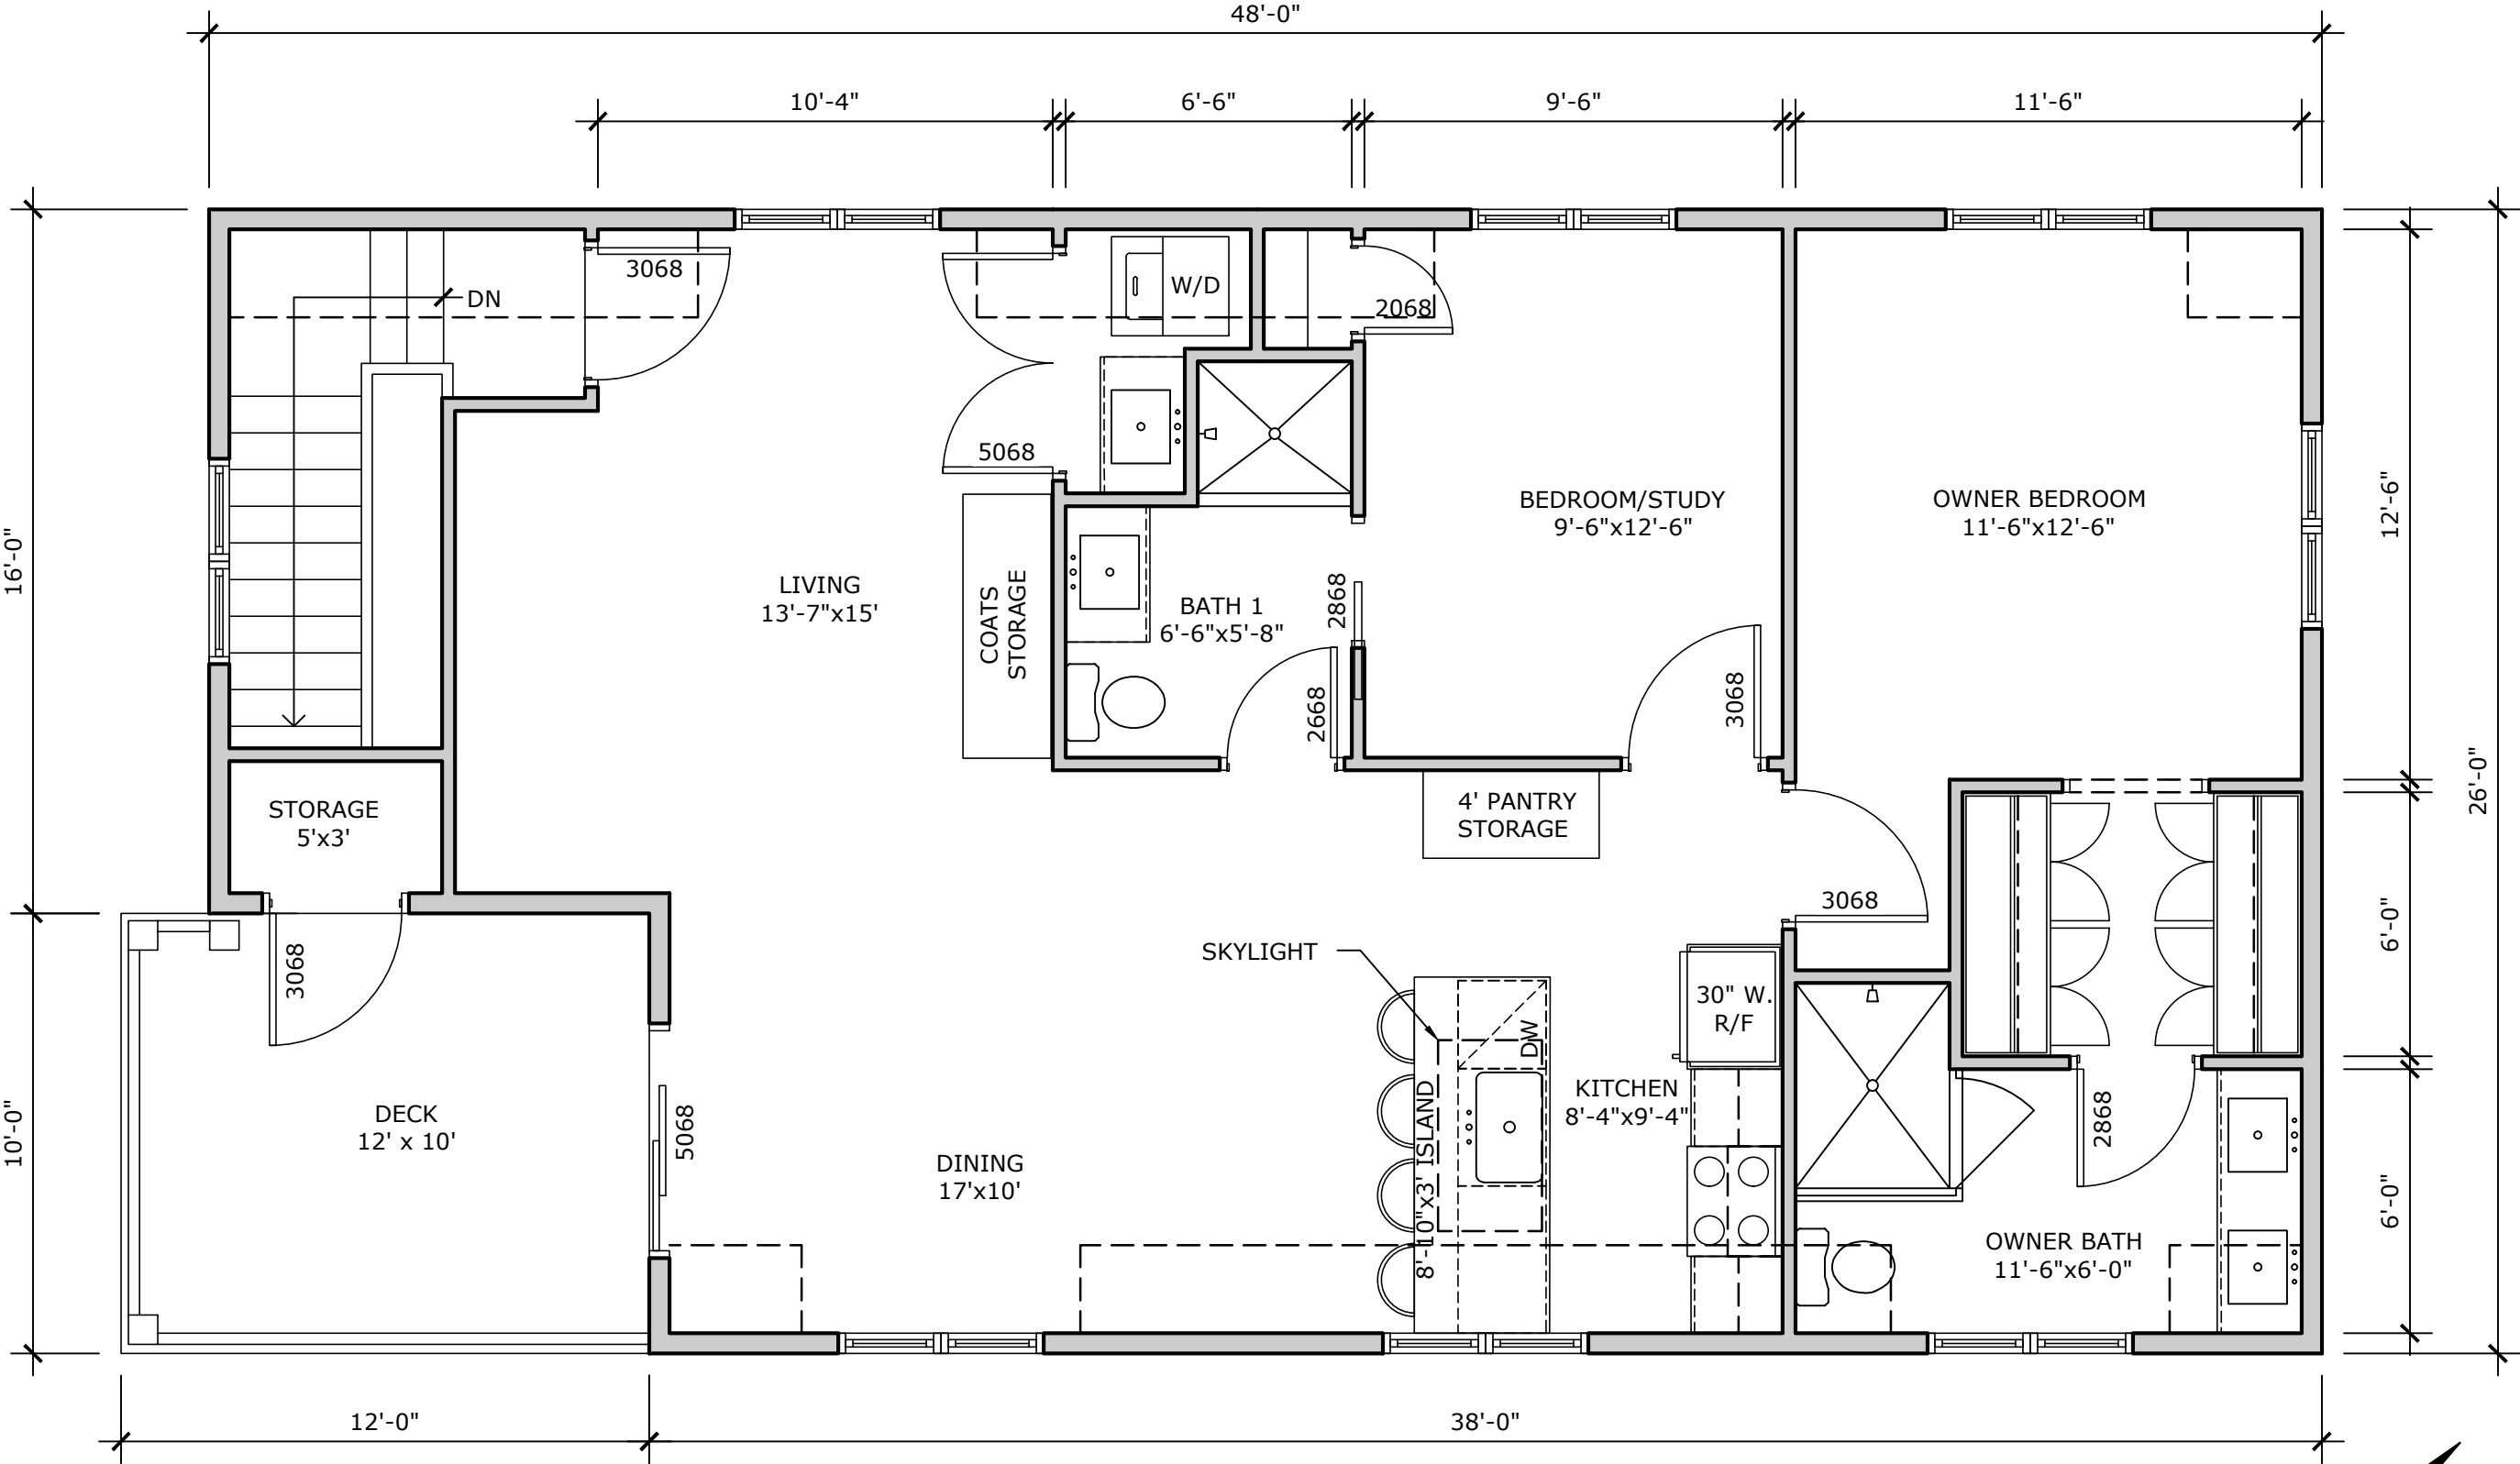 48'-0"
10'-4"
6'-6"
9'-6"
11'-6"
3068
DN
W/D
2068
5068
16'-0"
12'-6"
BEDROOM/STUDY
9'-6"x12'-6"
OWNER BEDROOM
11'-6"x12'-6"
LIVING
13'-7"x15'
COATS
STORAGE
BATH 1
6'-6"x5'-8"
2868
2668
3068
26'-0"
STORAGE
5'x3'
4' PANTRY
STORAGE
3068
6'-0"
SKYLIGHT
3068
30" W.
R/F
DW
KITCHEN
8'-4"x9'-4"
8'-10"x3' ISLAND
10'-0"
DECK
12' x 10'
5068
2868
DINING
17'x10'
6'-0"
OWNER BATH
11'-6"x6'-0"
12'-0"
38'-0"